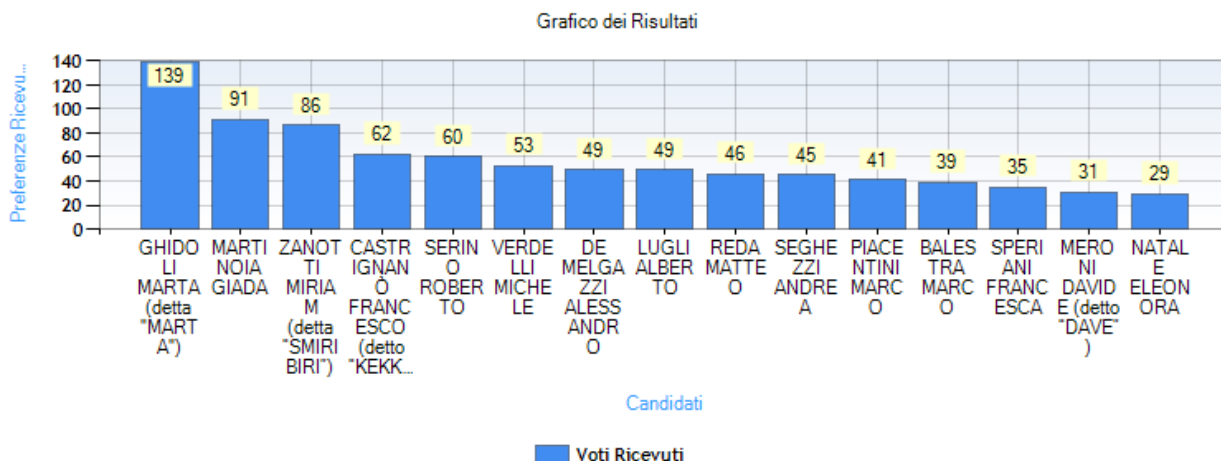 Grafico dei Risultati
Preferenze Ricevu...
140
120
100
80
60
40
20
0
139
91
86
62
60
53
49
49
46
45
41
39
35
31
29
GHIDO
LI
MARTA
(detta
"MART
A")
MARTI
NOIA
GIADA
ZANOT
TI
MIRIA
M
(detta
"SMIRI
BIRI")
CASTR
IGNAN
Ò
FRANC
ESCO
(detto
"KEKK...
SERIN
O
ROBER
TO
VERDE
LLI
MICHE
LE
DE
MELGA
ZZI
ALESS
ANDR
O
LUGLI
ALBER
TO
REDA
MATTE
O
SEGHE
ZZI
ANDRE
A
PIACE
NTINI
MARC
O
BALES
TRA
MARC
O
SPERI
ANI
FRANC
ESCA
MERO
NI
DAVID
E (detto
"DAVE"
)
NATAL
E
ELEON
ORA
Candidati
Voti Ricevuti